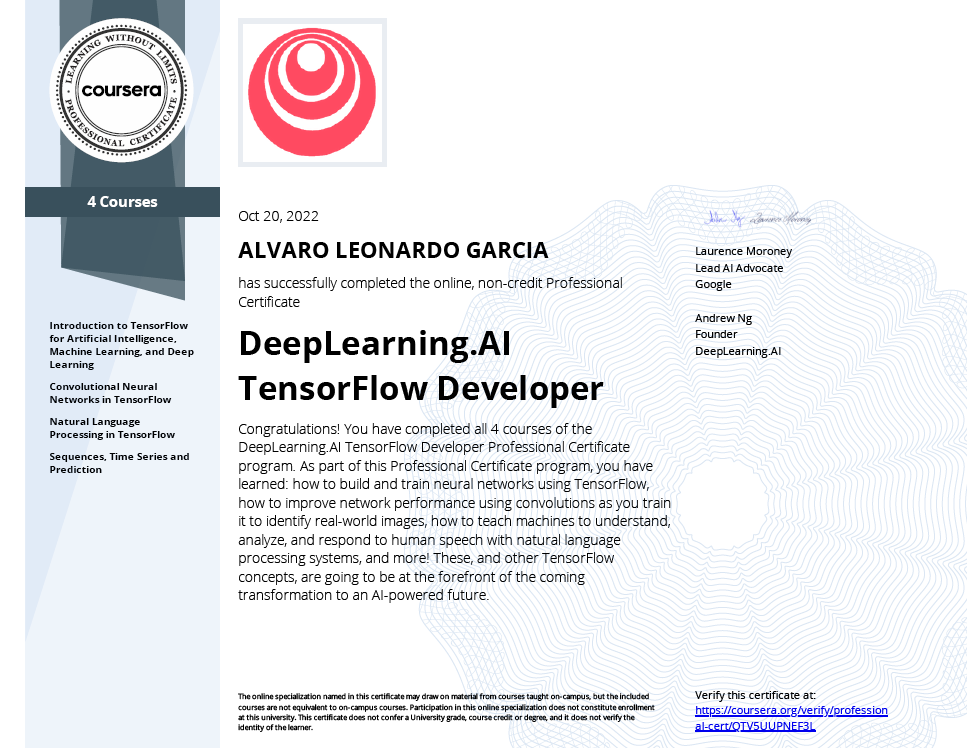 LEARNING WITHOUT LIMITS
coursera
PROFESSIONAL CERTIFICATE
4 Courses
Introduction to TensorFlow
for Artificial Intelligence,
Machine Learning, and Deep
Learning
Convolutional Neural
Networks in TensorFlow
Natural Language
Processing in TensorFlow
Sequences, Time Series and
Prediction
Oct 20, 2022
ALVARO LEONARDO GARCIA
has successfully completed the online, non-credit Professional
Certificate
DeepLearning.AI
TensorFlow Developer
Congratulations! You have completed all 4 courses of the
DeepLearning.AI TensorFlow Developer Professional Certificate
program. As part of this Professional Certificate program, you have
learned: how to build and train neural networks using TensorFlow,
how to improve network performance using convolutions as you train
it to identify real-world images, how to teach machines to understand,
analyze, and respond to human speech with natural language
processing systems, and more! These, and other TensorFlow
concepts, are going to be at the forefront of the coming
transformation to an AI-powered future.
Laurence Moroney
Laurence Moroney
Lead AI Advocate
Google
Andrew Ng
Founder
DeepLearning.AI
The online specialization named in this certificate may draw on material from courses taught on-campus, but the included
courses are not equivalent to on-campus courses. Participation in this online specialization does not constitute enrollment
at this university. This certificate does not confer a University grade, course credit or degree, and it does not verify the
identity of the learner.
Verify this certificate at:
https://coursera.org/verify/profession
al-cert/QTV5UUPNEF3L